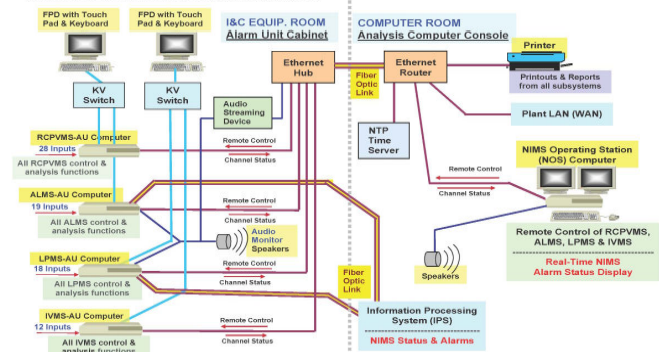 FPD with Touch
Pad & Keyboard
FPD with Touch
Pad & Keyboard
I&C EQUIP. ROOM
Alarm Unit Cabinet
COMPUTER ROOM
Analysis Computer Console
KV
Switch
KV
Switch
Audio
Streaming
Device
Ethernet
Hub
Fiber
Optic
Link
Ethernet
Router
Printer
Printouts & Reports
from all subsystems
Plant LAN (WAN)
NTP
Time
Server
RCPVMS-AU Computer
28 Inputs
All RCPVMS control &
analysis functions
Remote Control
Channel Status
ALMS-AU Computer
19 Inputs
All ALMS control &
analysis functions
Remote Control
Channel Status
Audio
Monitor
Speakers
LPMS-AU Computer
18 Inputs
All LPMS control &
analysis functions
Remote Control
Channel Status
IVMS-AU Computer
12 Inputs
All IVMS control &
analysis functions
Remote Control
Channel Status
Fiber
Optic
Link
Information Processing
System (IPS)
NIMS Status & Alarms
Remote Control
Channel Status
NIMS Operating Station
(NOS) Computer
Speakers
Remote Control of RCPVMS,
ALMS, LPMS & IVMS
Real-Time NIMS
Alarm Status Display